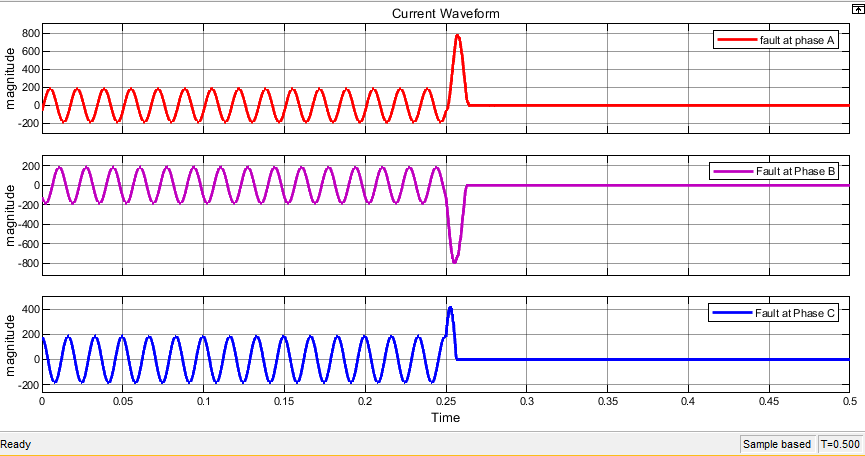 Current Waveform
fault at phase A
magnitude
800
600
400
200
0
-200
Fault at Phase B
magnitude
200
0
-200
-400
-600
-800
Fault at Phase C
magnitude
400
200
0
-200
0 0.05 0.1 0.15 0.2 0.25 0.3 0.35 0.4 0.45 0.5
Time
Ready Sample based T=0.500